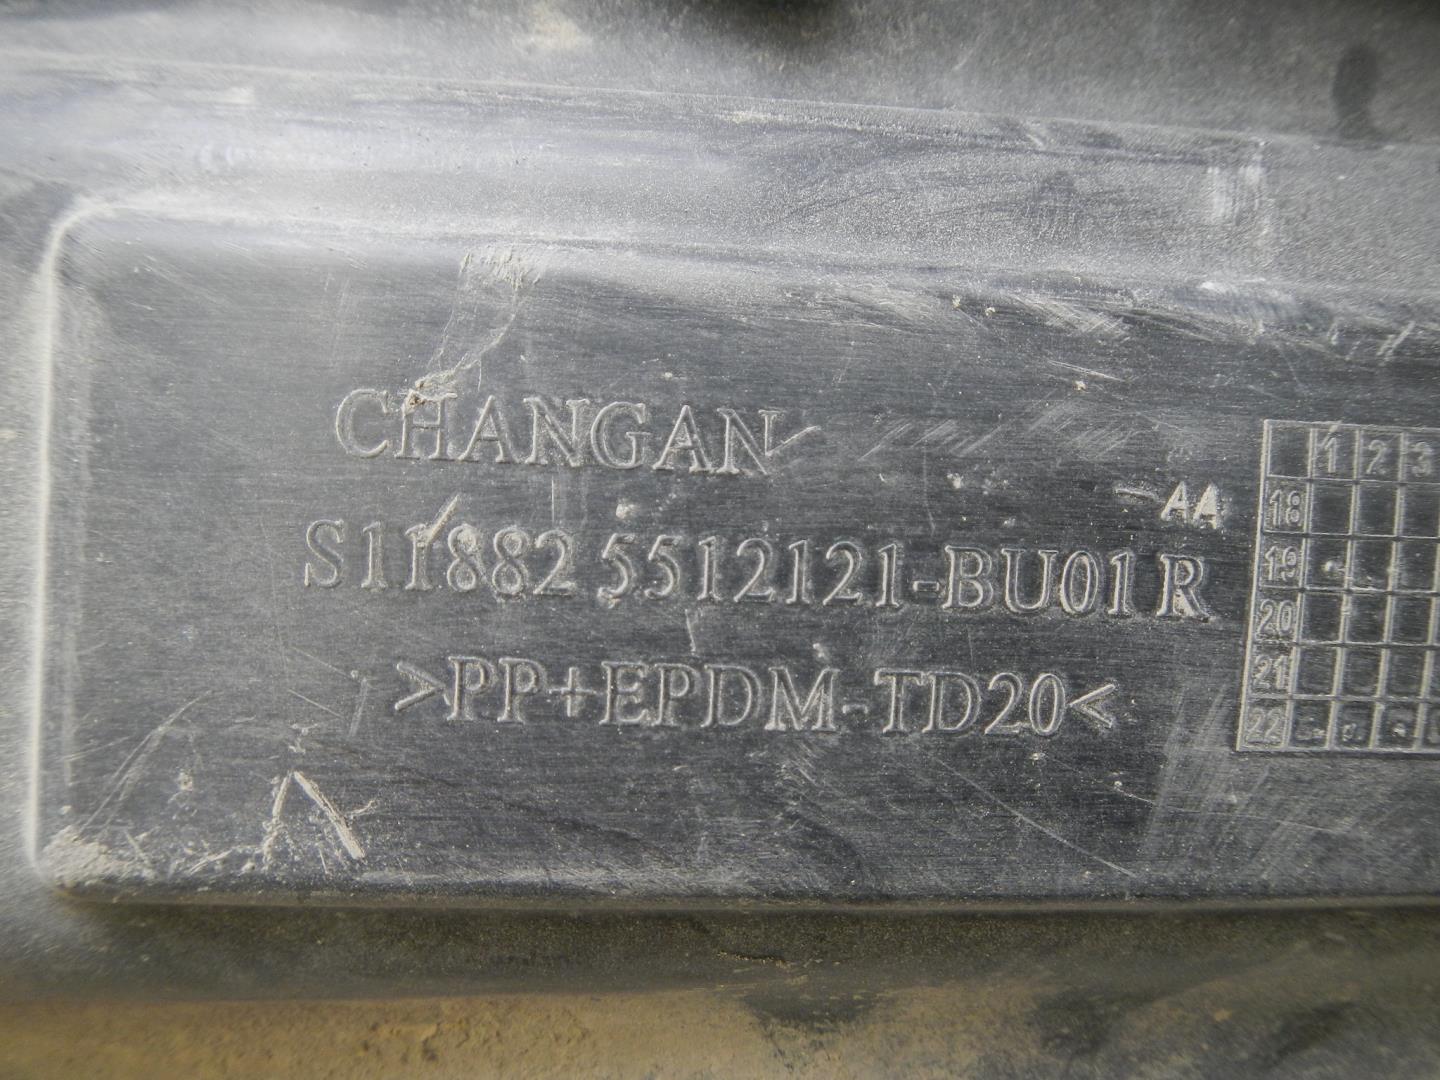 CHANGAN
AA
S11882 5512121-BU01 R
>PP+EPDM-TD20<
1 2 3
18
19
20
21
22